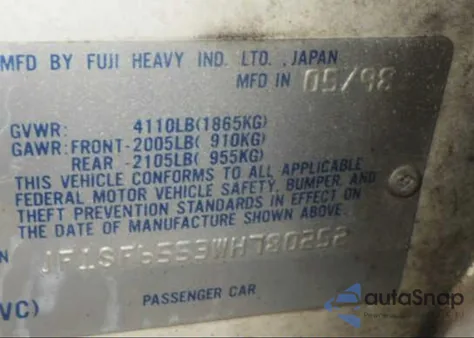 MFD BY FUJI HEAVY IND. LTD. ,JAPAN
MFD IN 05/98
GVWR: 4110LB(1865KG)
GAWR:FRONT-2005LB( 910KG)
REAR -2105LB( 955KG)
THIS VEHICLE CONFORMS TO ALL APPLICABLE
FEDERAL MOTOR VEHICLE SAFETY, BUMPER, AND
THEFT PREVENTION STANDARDS IN EFFECT ON
THE DATE OF MANUFACTURE SHOWN ABOVE.
JF1SF6553WH780252
VC) PASSENGER CAR
autoSnap